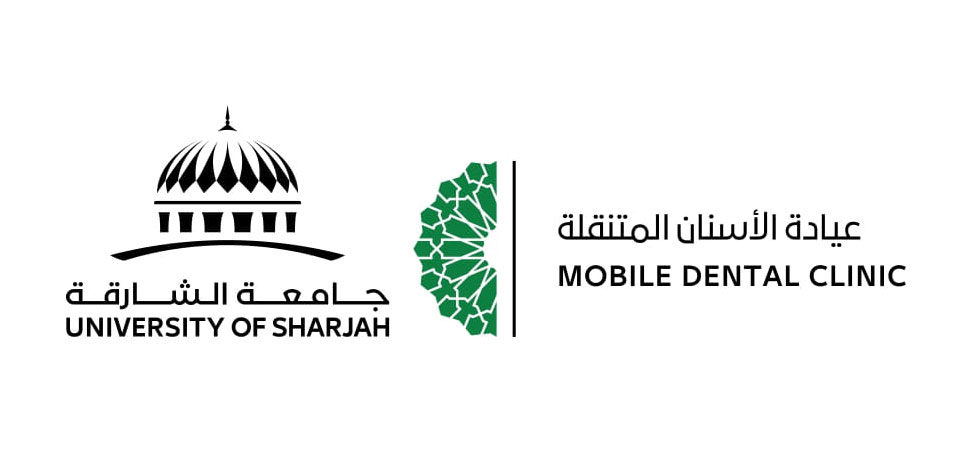 جامعة الشارقة
UNIVERSITY OF SHARJAH
عيادة الأسنان المتنقلة
MOBILE DENTAL CLINIC